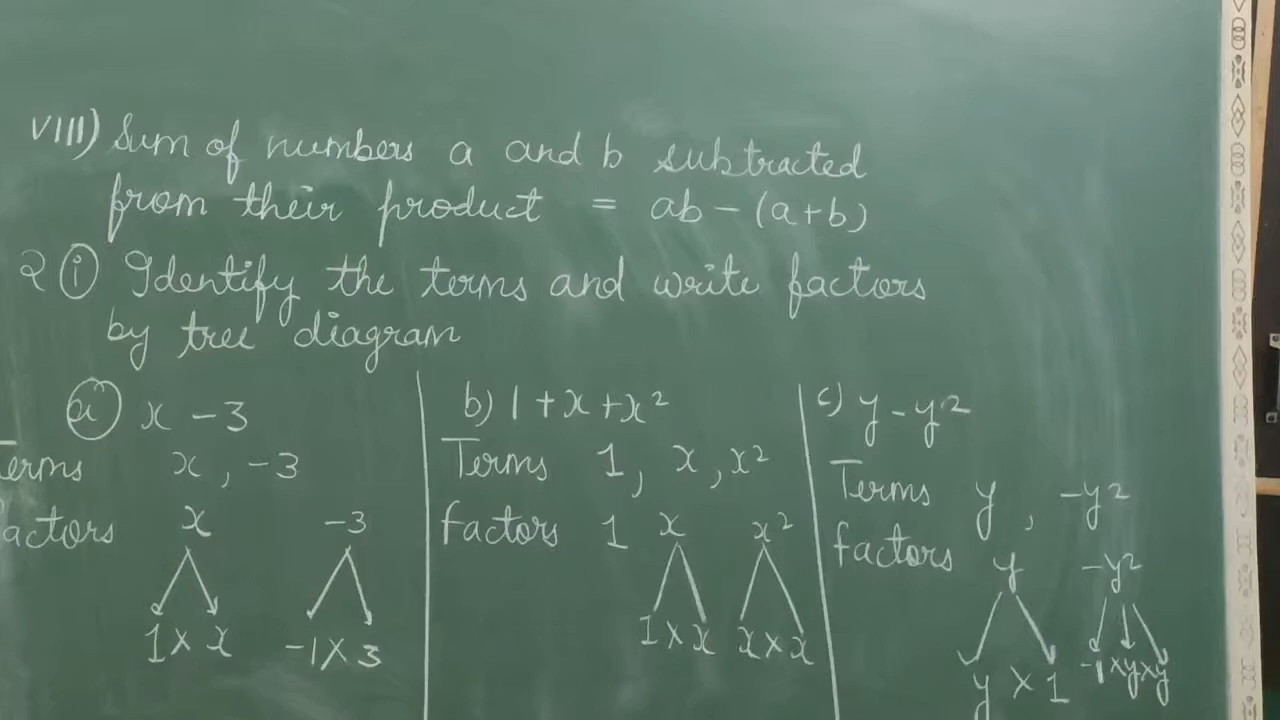 VIII) Sum of numbers a and b subtracted
from their product = ab - (a+b)
2 (i) Identify the terms and write factors
by tree diagram
(a) x - 3
erms x, -3
actors x -3
1 × x -1 × 3
b) 1 + x + x²
Terms 1, x, x²
factors 1 x x²
1 × x x × x
c) y - y²
Terms y, -y²
factors y -y²
y × 1 -1 × y × y